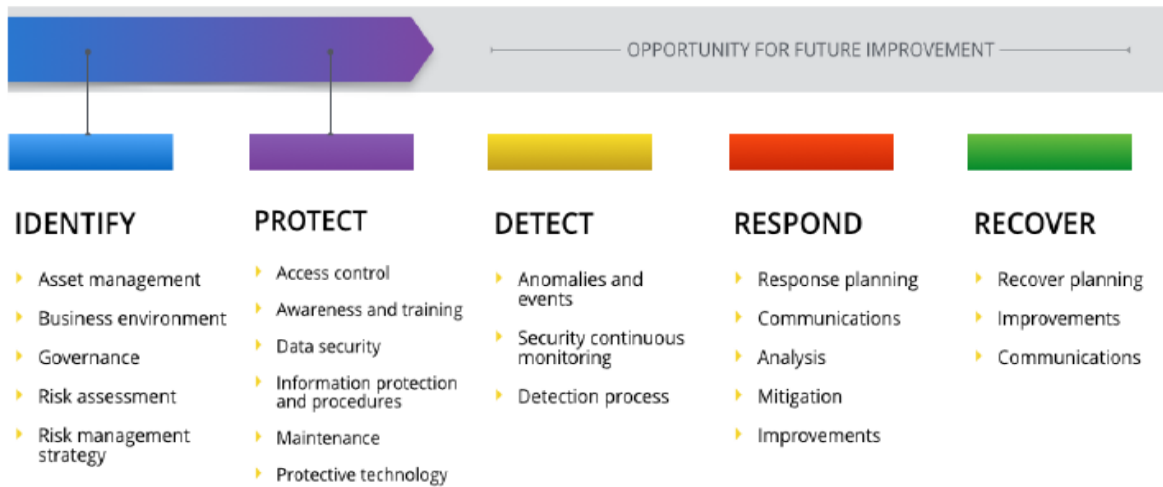 OPPORTUNITY FOR FUTURE IMPROVEMENT
IDENTIFY
Asset management
Business environment
Governance
Risk assessment
Risk management
strategy
PROTECT
Access control
Awareness and training
Data security
Information protection
and procedures
Maintenance
Protective technology
DETECT
Anomalies and
events
Security continuous
monitoring
Detection process
RESPOND
Response planning
Communications
Analysis
Mitigation
Improvements
RECOVER
Recover planning
Improvements
Communications